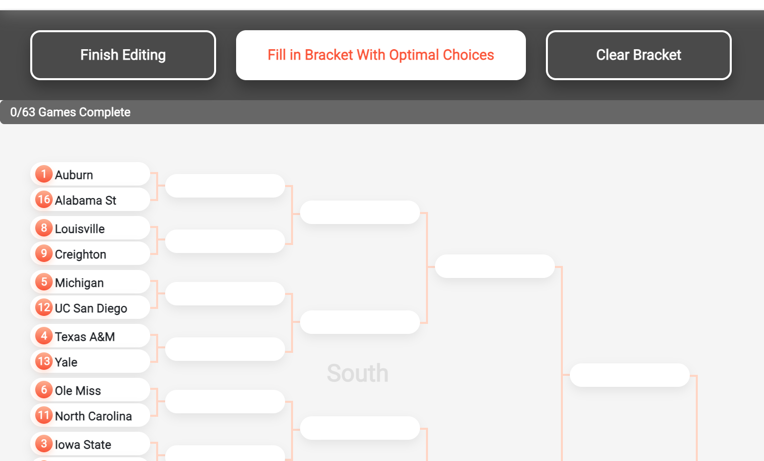 Finish Editing
Fill in Bracket With Optimal Choices
Clear Bracket
0/63 Games Complete
1 Auburn
16 Alabama St
8 Louisville
9 Creighton
5 Michigan
12 UC San Diego
4 Texas A&M
13 Yale
South
6 Ole Miss
11 North Carolina
3 Iowa State